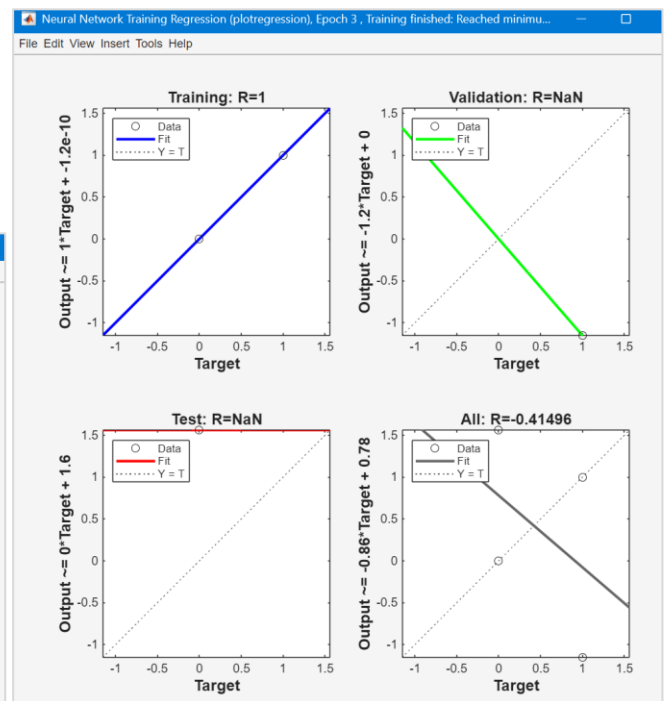 Neural Network Training Regression (plotregression), Epoch 3 , Training finished: Reached minimu...
File Edit View Insert Tools Help
Training: R=1
Output ~= 1*Target + -1.2e-10
1.5
1
0.5
0
-0.5
-1
Data
Fit
Y = T
-1 -0.5 0 0.5 1 1.5
Target
Validation: R=NaN
Output ~= -1.2*Target + 0
1.5
1
0.5
0
-0.5
-1
Data
Fit
Y = T
-1 -0.5 0 0.5 1 1.5
Target
Test: R=NaN
Output ~= 0*Target + 1.6
1.5
1
0.5
0
-0.5
-1
Data
Fit
Y = T
-1 -0.5 0 0.5 1 1.5
Target
All: R=-0.41496
Output ~= -0.86*Target + 0.78
1.5
1
0.5
0
-0.5
-1
Data
Fit
Y = T
-1 -0.5 0 0.5 1 1.5
Target